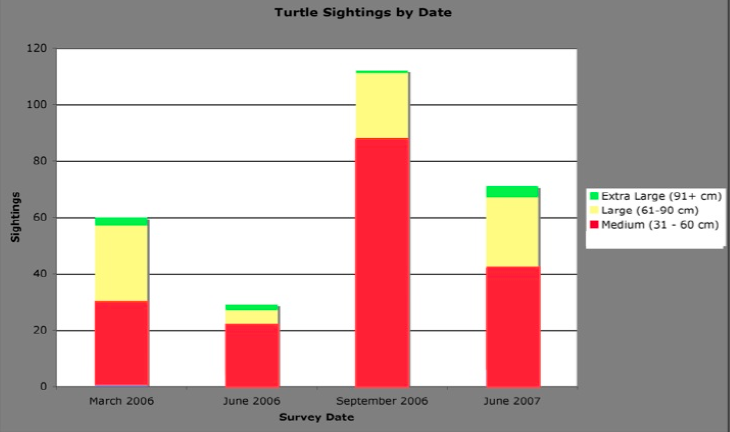 Turtle Sightings by Date
120
100
80
60
40
20
0
Sightings
March 2006 June 2006 September 2006 June 2007
Survey Date
Extra Large (91+ cm)
Large (61-90 cm)
Medium (31 - 60 cm)